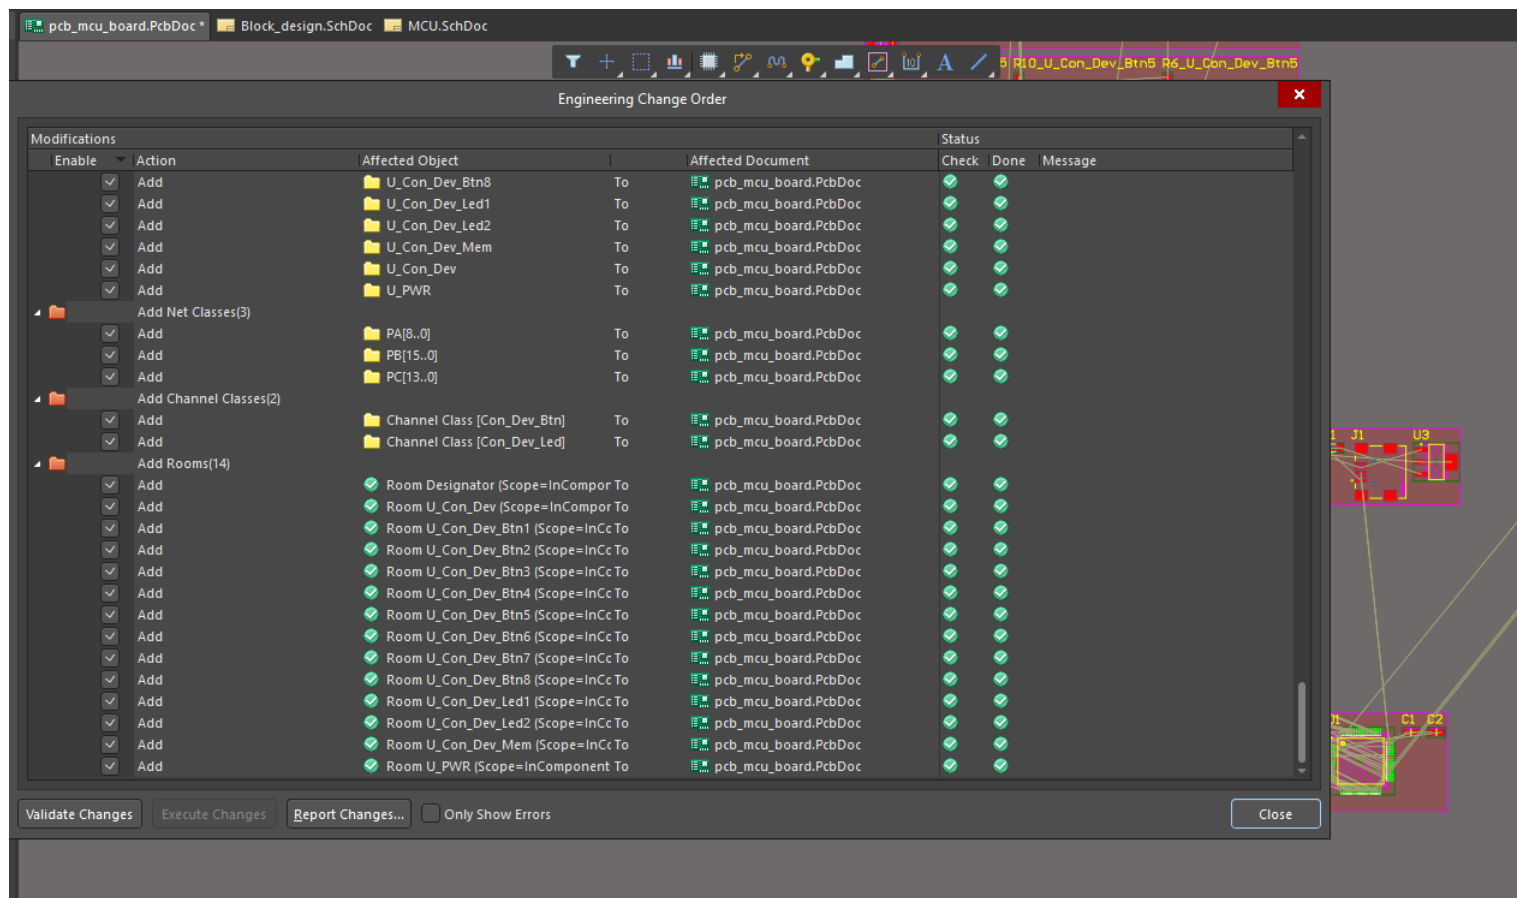 pcb_mcu_board.PcbDoc * Block_design.SchDoc MCU.SchDoc
R10_U_Con_Dev_Btn5 R6_U_Con_Dev_Btn5
Engineering Change Order
Modifications Status
Enable Action Affected Object Affected Document Check Done Message
Add U_Con_Dev_Btn8 To pcb_mcu_board.PcbDoc
Add U_Con_Dev_Led1 To pcb_mcu_board.PcbDoc
Add U_Con_Dev_Led2 To pcb_mcu_board.PcbDoc
Add U_Con_Dev_Mem To pcb_mcu_board.PcbDoc
Add U_Con_Dev To pcb_mcu_board.PcbDoc
Add U_PWR To pcb_mcu_board.PcbDoc
Add Net Classes(3)
Add PA[8..0] To pcb_mcu_board.PcbDoc
Add PB[15..0] To pcb_mcu_board.PcbDoc
Add PC[13..0] To pcb_mcu_board.PcbDoc
Add Channel Classes(2)
Add Channel Class [Con_Dev_Btn] To pcb_mcu_board.PcbDoc
Add Channel Class [Con_Dev_Led] To pcb_mcu_board.PcbDoc
J1 U3
Add Rooms(14)
Add Room Designator (Scope=InCompor To pcb_mcu_board.PcbDoc
Add Room U_Con_Dev (Scope=InCompor To pcb_mcu_board.PcbDoc
Add Room U_Con_Dev_Btn1 (Scope=InCc To pcb_mcu_board.PcbDoc
Add Room U_Con_Dev_Btn2 (Scope=InCc To pcb_mcu_board.PcbDoc
Add Room U_Con_Dev_Btn3 (Scope=InCc To pcb_mcu_board.PcbDoc
Add Room U_Con_Dev_Btn4 (Scope=InCc To pcb_mcu_board.PcbDoc
Add Room U_Con_Dev_Btn5 (Scope=InCc To pcb_mcu_board.PcbDoc
Add Room U_Con_Dev_Btn6 (Scope=InCc To pcb_mcu_board.PcbDoc
Add Room U_Con_Dev_Btn7 (Scope=InCc To pcb_mcu_board.PcbDoc
Add Room U_Con_Dev_Btn8 (Scope=InCc To pcb_mcu_board.PcbDoc
Add Room U_Con_Dev_Led1 (Scope=InCc To pcb_mcu_board.PcbDoc
Add Room U_Con_Dev_Led2 (Scope=InCc To pcb_mcu_board.PcbDoc
C1 C2
Add Room U_Con_Dev_Mem (Scope=InCc To pcb_mcu_board.PcbDoc
Add Room U_PWR (Scope=InComponent To pcb_mcu_board.PcbDoc
Validate Changes Execute Changes Report Changes... Only Show Errors Close